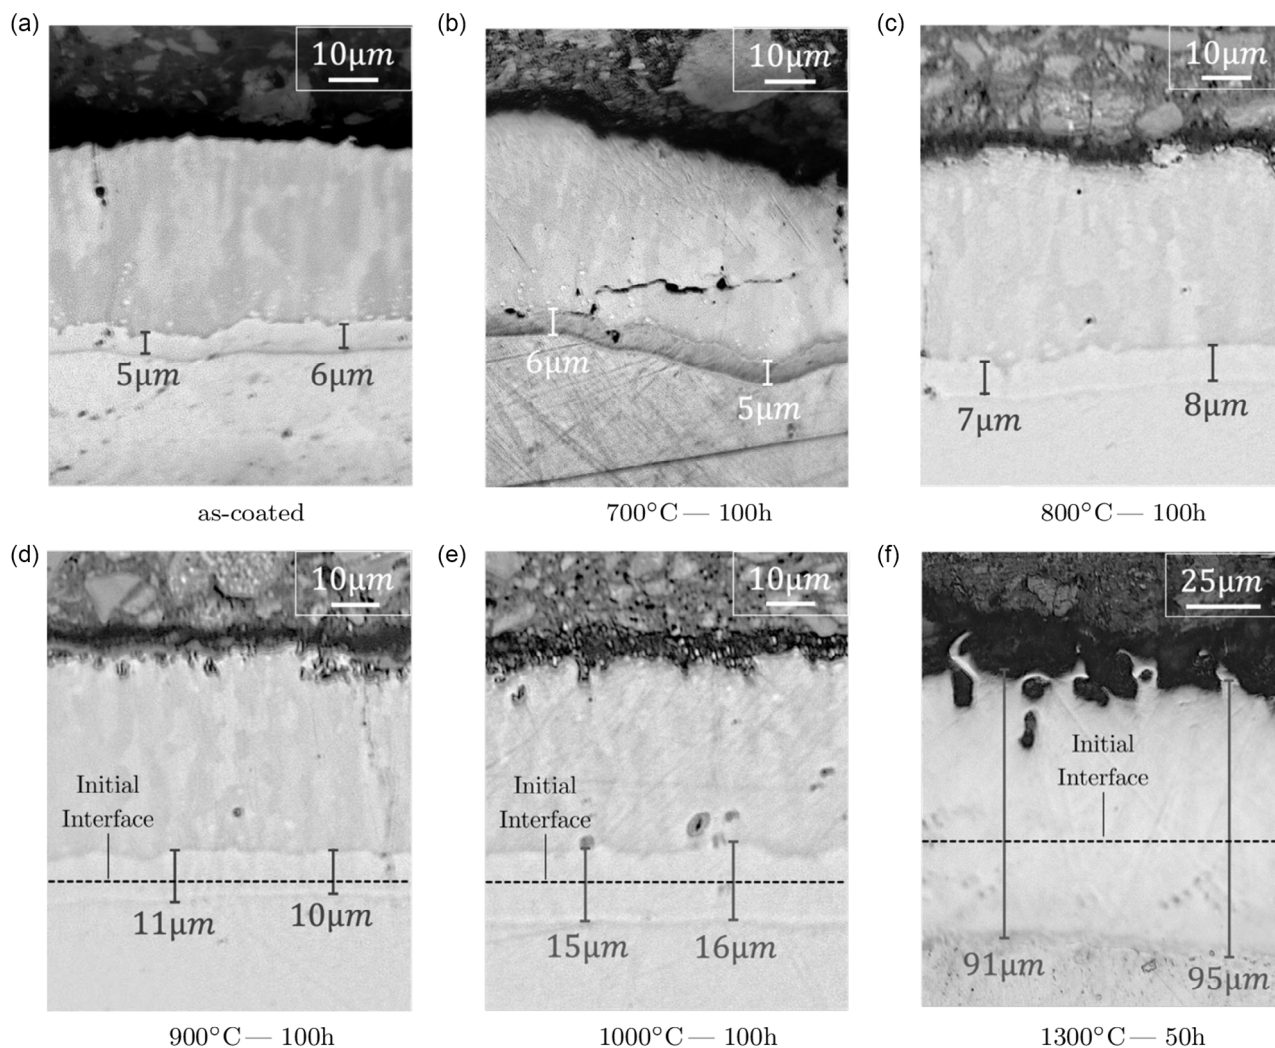 (a)
10μm
5μm
6μm
as-coated
(b)
10μm
6μm
5μm
700°C — 100h
(c)
10μm
7μm
8μm
800°C — 100h
(d)
10μm
Initial
Interface
11μm
10μm
900°C — 100h
(e)
10μm
Initial
Interface
15μm
16μm
1000°C — 100h
(f)
25μm
Initial
Interface
91μm
95μm
1300°C — 50h